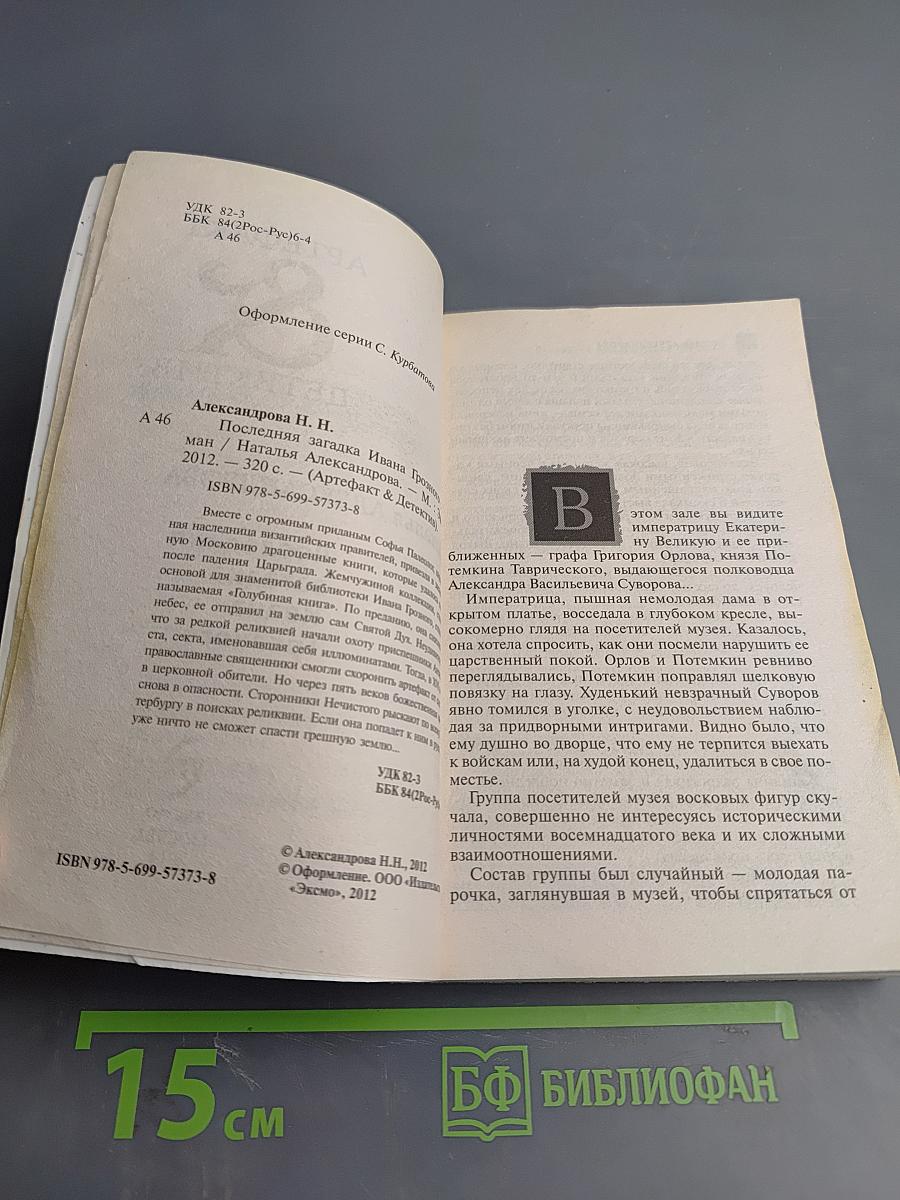 УДК 82-3
ББК 84(2Рос-Рус)6-4
А 46
Оформление серии С. Курбатова
Александрова Н. Н.
А 46
Последняя загадка Ивана
ман / Наталья Александрова. — М. :
2012. — 320 с. — (Артефакт & Детектив).
ISBN 978-5-699-57373-8
Вместе с огромным приданым Софья
ная наследница византийских правителей, привезла
ную Московию драгоценные книги, которые
после падения Царьграда. Жемчужиной коллекции,
основой для знаменитой библиотеки Ивана Грозного,
называемая «Голубиная книга». По преданию, она
небес, ее отправил на землю сам Святой Дух.
что за редкой реликвией начали охоту приспешники
ста, секта, именовавшая себя иллюминатами. Тогда, в
православные священники смогли схоронить артефакт от
в церковной обители. Но через пять веков божественная
снова в опасности. Сторонники Нечистого рыскают по
тербургу в поисках реликвии. Если она попадет к ним в
уже ничто не сможет спасти грешную землю...
УДК 82-3
ББК 84(2Рос-Ру
© Александрова Н.Н., 2012
ISBN 978-5-699-57373-8
© Оформление. ООО
«Эксмо», 2012
В
этом зале вы видите
императрицу Екатери-
ну Великую и ее при-
ближенных — графа Григория Орлова, князя По-
темкина Таврического, выдающегося полководца
Александра Васильевича Суворова...
Императрица, пышная немолодая дама в от-
крытом платье, восседала в глубоком кресле, вы-
сокомерно глядя на посетителей музея. Казалось,
она хотела спросить, как они посмели нарушить ее
царственный покой. Орлов и Потемкин ревниво
переглядывались, Потемкин поправлял шелковую
повязку на глазу. Худенький невзрачный Суворов
явно томился в уголке, с неудовольствием наблю-
дая за придворными интригами. Видно было, что
ему душно во дворце, что ему не терпится выехать
к войскам или, на худой конец, удалиться в свое по-
местье.
Группа посетителей музея восковых фигур ску-
чала, совершенно не интересуясь историческими
личностями восемнадцатого века и их сложными
взаимоотношениями.
Состав группы был случайный — молодая па-
рочка, заглянувшая в музей, чтобы спрятаться от
15 см
БФ БИБЛИОФАН